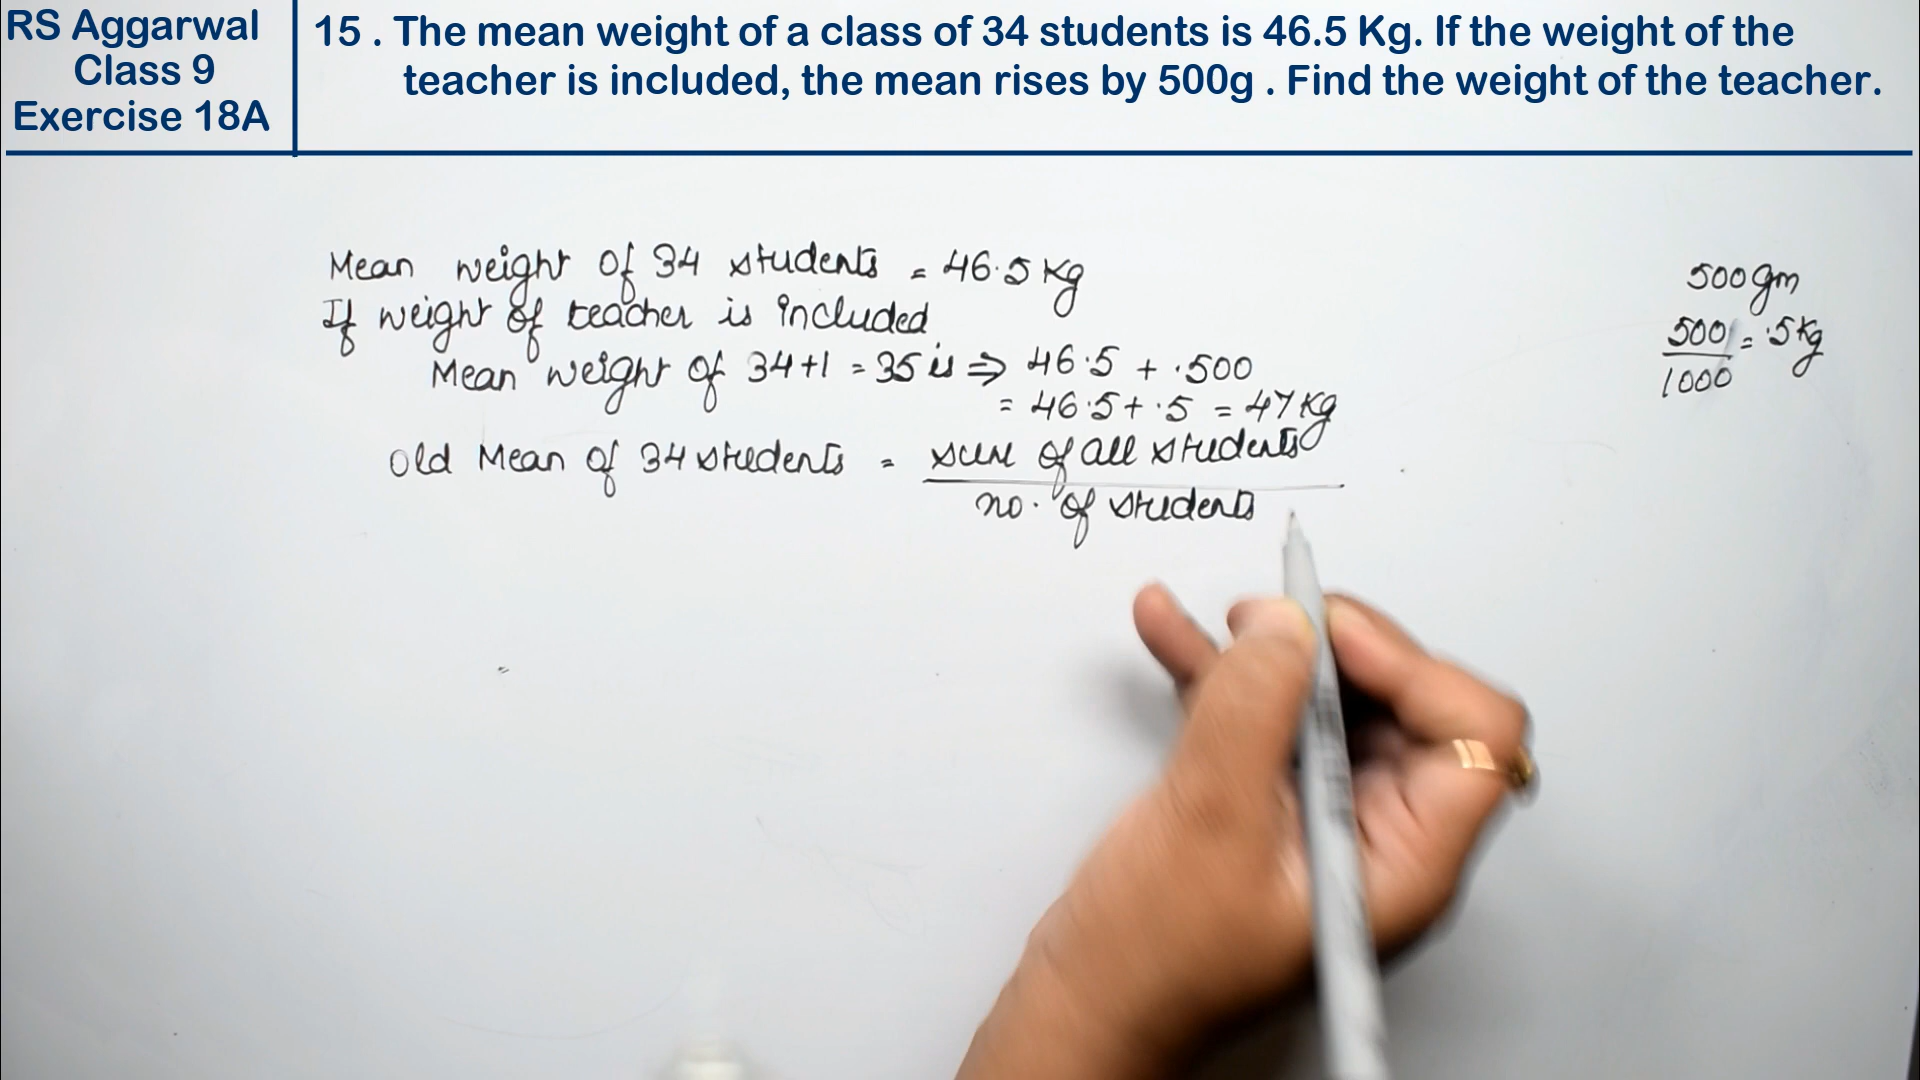 RS Aggarwal
Class 9
Exercise 18A
15 . The mean weight of a class of 34 students is 46.5 Kg. If the weight of the
teacher is included, the mean rises by 500g . Find the weight of the teacher.
Mean weight of 34 students = 46.5 Kg
If weight of teacher is included
Mean weight of 34+1 = 35 is ⇒ 46.5 + .500
= 46.5 + .5 = 47 Kg
Old Mean of 34 students = sum of all students
no. of students
500 gm
500 = .5 Kg
1000